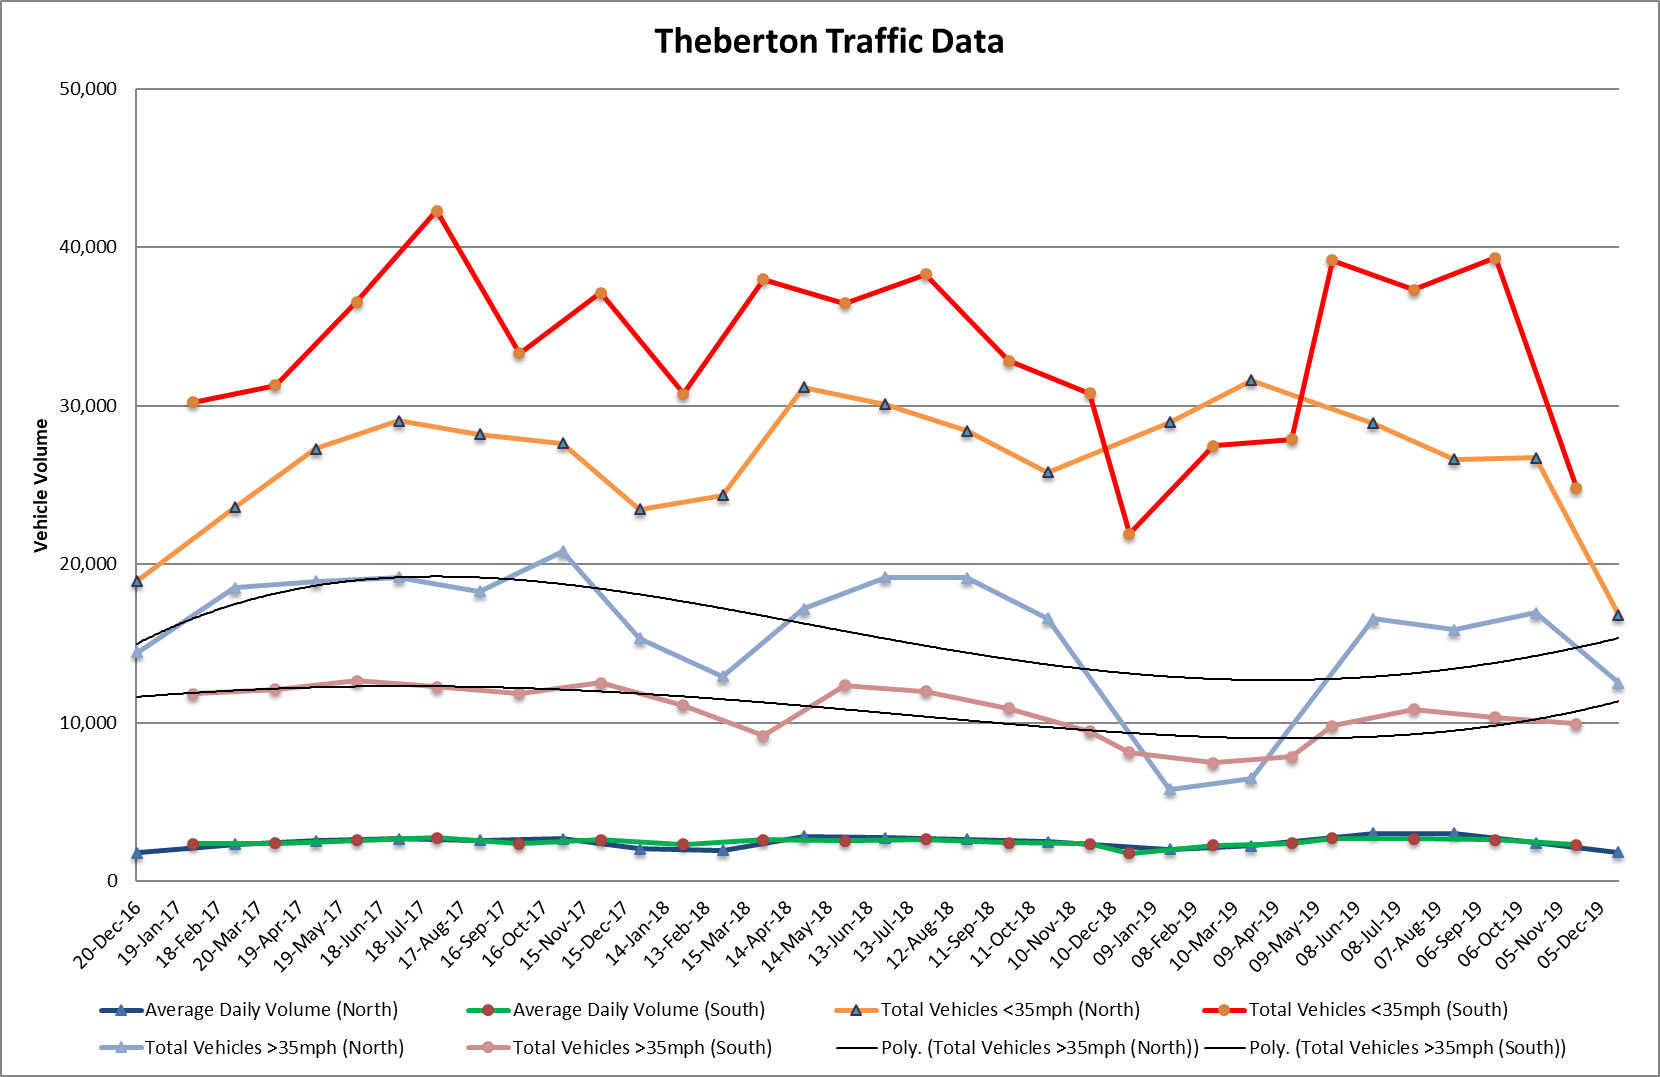 Theberton Traffic Data
50,000
40,000
30,000
20,000
10,000
0
Vehicle Volume
20-Dec-16
19-Jan-17
18-Feb-17
20-Mar-17
19-Apr-17
19-May-17
18-Jun-17
18-Jul-17
17-Aug-17
16-Sep-17
16-Oct-17
15-Nov-17
15-Dec-17
14-Jan-18
13-Feb-18
15-Mar-18
14-Apr-18
14-May-18
13-Jun-18
13-Jul-18
12-Aug-18
11-Sep-18
11-Oct-18
10-Nov-18
10-Dec-18
09-Jan-19
08-Feb-19
10-Mar-19
09-Apr-19
09-May-19
08-Jun-19
08-Jul-19
07-Aug-19
06-Sep-19
06-Oct-19
05-Nov-19
05-Dec-19
Average Daily Volume (North)
Average Daily Volume (South)
Total Vehicles <35mph (North)
Total Vehicles <35mph (South)
Total Vehicles >35mph (North)
Total Vehicles >35mph (South)
Poly. (Total Vehicles >35mph (North))
Poly. (Total Vehicles >35mph (South))